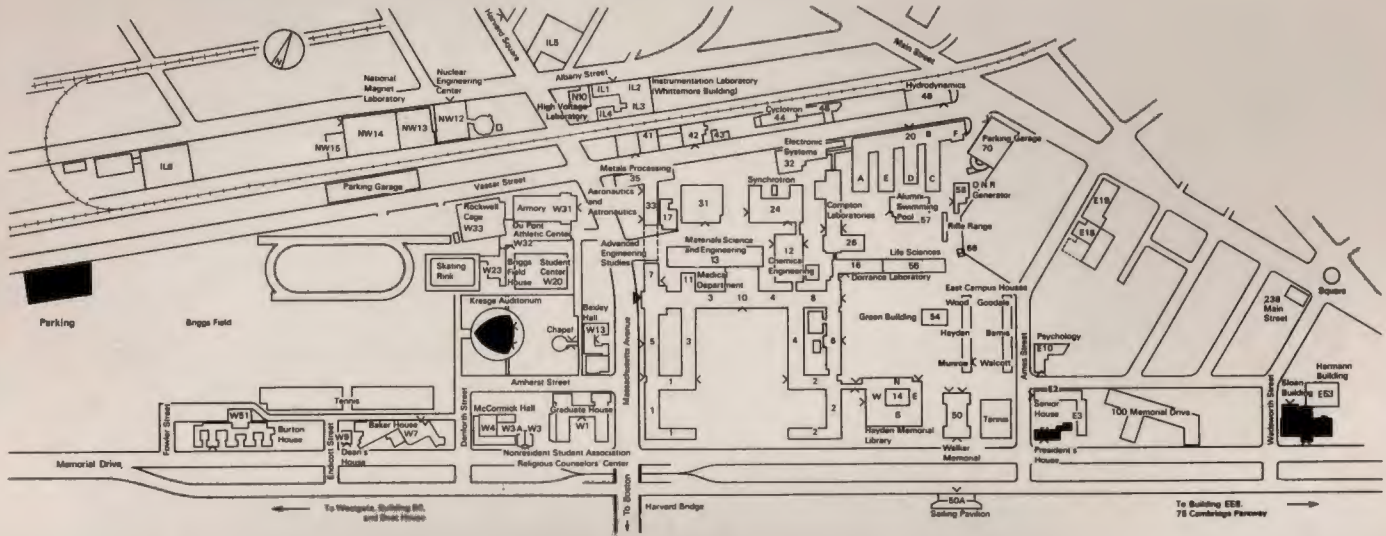 Harvard Square
Main Street
IL5
N
National
Magnet
Laboratory
Nuclear
Engineering
Center
Albany Street
IL1
IL2
Instrumentation Laboratory
(Whittemore Building)
N10
High Voltage
Laboratory
IL4
IL3
Cyclotron
44
Hydrodynamics
48
NW15
NW14
NW13
NW12
41
42
43
20
B
F
Parking Garage
70
Electronic
Systems
32
Metals Processing
35
Parking Garage
Vassar Street
Synchrotron
24
A
E
D
C
58
Generator
E19
E18
Rockwell
Cage
W33
Armory W31
Du Pont
Athletic Center
W32
Aeronautics
and
Astronautics
33
17
31
Compton Laboratories
Alumni
Swimming
Pool
57
Rifle Range
Advanced
Engineering
Studies
Materials Science
and Engineering
13
12
Chemical
Engineering
26
Life Sciences
16
56
Dorrance Laboratory
Skating
Rink
W23
Briggs
Field
House
Student
Center
W20
7
11
Medical
Department
3
10
4
8
East Campus Houses
Wood
Goodale
Parking
Briggs Field
Kresge Auditorium
Bexley
Hall
Chapel
W13
Massachusetts Avenue
5
3
4
6
Green Building
54
Hayden
Bemis
Munroe
Walcott
Ames Street
Psychology
E10
238
Main
Street
Square
Amherst Street
1
2
Hermann
Building
Sloan
Building
E53
Tennis
Fowler Street
W51
Burton
House
Endicott Street
W9
Dean's
House
Baker House
W7
Danforth Street
McCormick Hall
W4
W3A
W3
Graduate House
W1
1
1
2
2
N
W
14
E
S
Hayden Memorial
Library
50
Walker
Memorial
Tennis
E2
Senior
House
E3
President's
House
100 Memorial Drive
Wadsworth Street
Memorial Drive
Nonresident Student Association
Religious Counselors' Center
To Boston
Harvard Bridge
50A
Sailing Pavilion
To Building EE8,
75 Cambridge Parkway
and Boat House